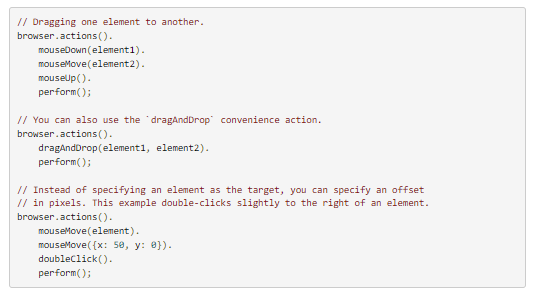 // Dragging one element to another.
browser.actions().
    mouseDown(element1).
    mouseMove(element2).
    mouseUp().
    perform();

// You can also use the `dragAndDrop` convenience action.
browser.actions().
    dragAndDrop(element1, element2).
    perform();

// Instead of specifying an element as the target, you can specify an offset
// in pixels. This example double-clicks slightly to the right of an element.
browser.actions().
    mouseMove(element).
    mouseMove({x: 50, y: 0}).
    doubleClick().
    perform();